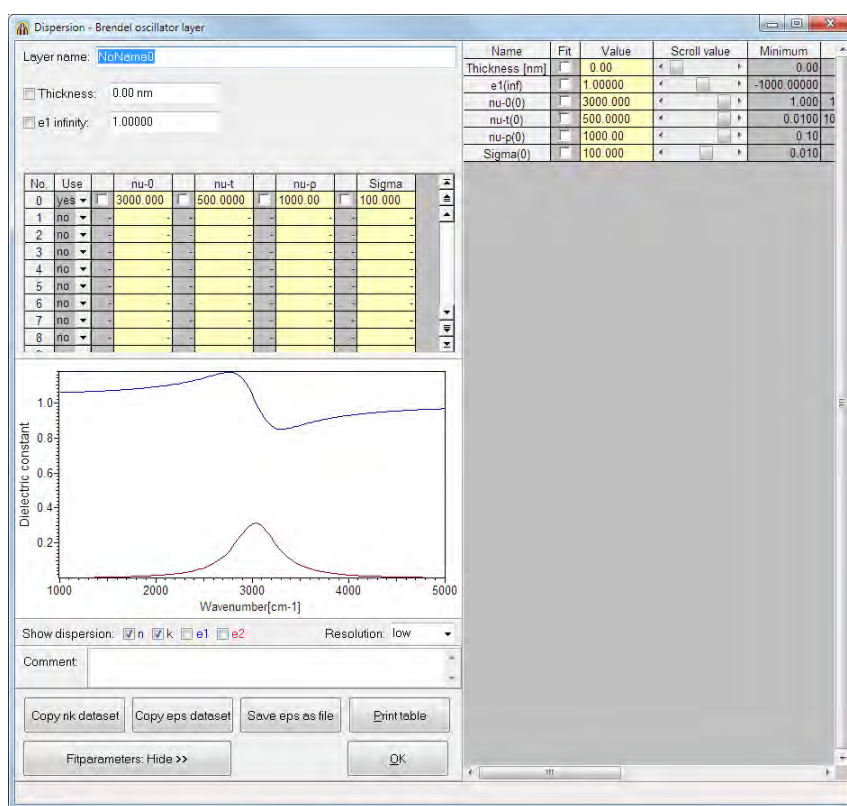 Dispersion - Brendel oscillator layer
Layer name: NoName0
Thickness: 0.00 nm
e1 infinity: 1.00000
No. Use nu-0 nu-t nu-p Sigma
0 yes 3000.000 500.0000 1000.00 100.000
1 no - - - - - - - -
2 no - - - - - - - -
3 no - - - - - - - -
4 no - - - - - - - -
5 no - - - - - - - -
6 no - - - - - - - -
7 no - - - - - - - -
8 no - - - - - - - -
Dielectric constant
1.0
0.8
0.6
0.4
0.2
1000 2000 3000 4000 5000
Wavenumber[cm-1]
Show dispersion: n k e1 e2 Resolution: low
Comment:
Copy nk dataset Copy eps dataset Save eps as file Print table
Fitparameters: Hide >> OK
Name Fit Value Scroll value Minimum
Thickness [nm] 0.00 0.00
e1(inf) 1.00000 -1000.00000
nu-0(0) 3000.000 1.000 1
nu-t(0) 500.0000 0.0100 10
nu-p(0) 1000.00 0.10
Sigma(0) 100.000 0.010